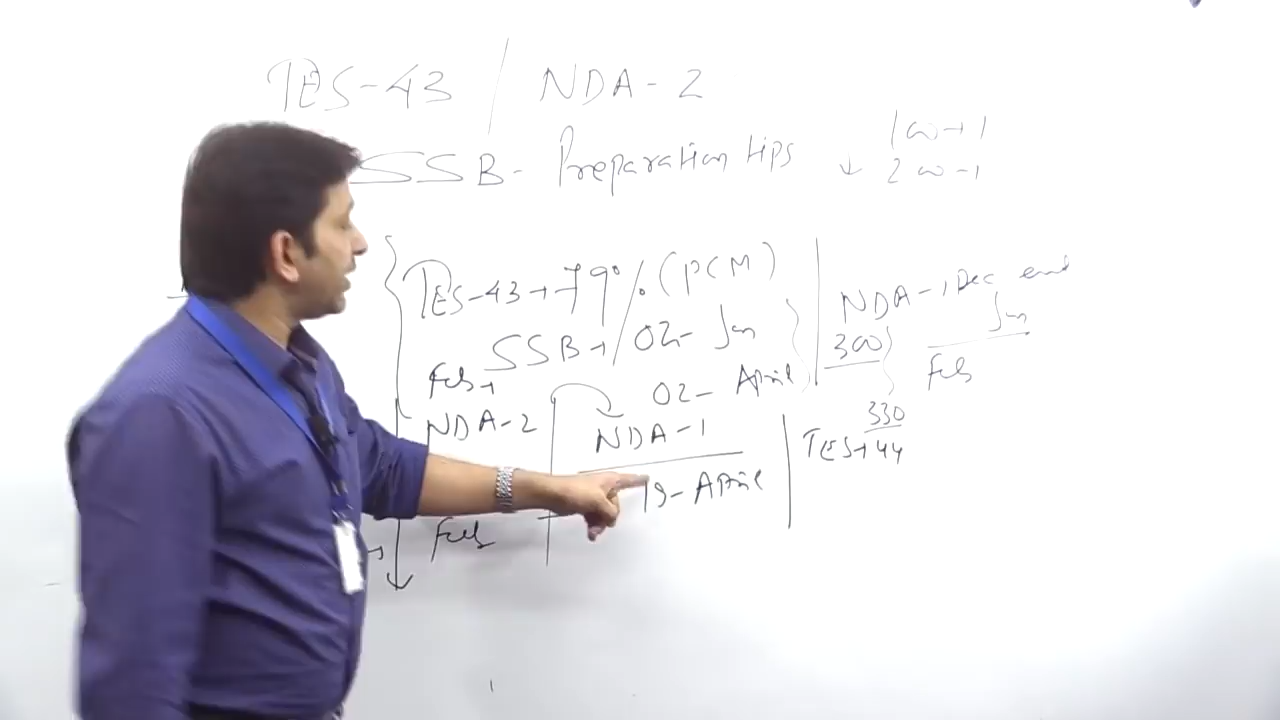 TES-43 / NDA-2
SSB- Preparation tips ↓
1 w → 1
2 w → 1
TES-43 → 79% (PCM)
SSB → 02- Jan
02- April
Feb →
NDA-2
Feb
NDA-1
19- April
NDA-1 Dec end
Jan
300
Feb
330
TES → 44